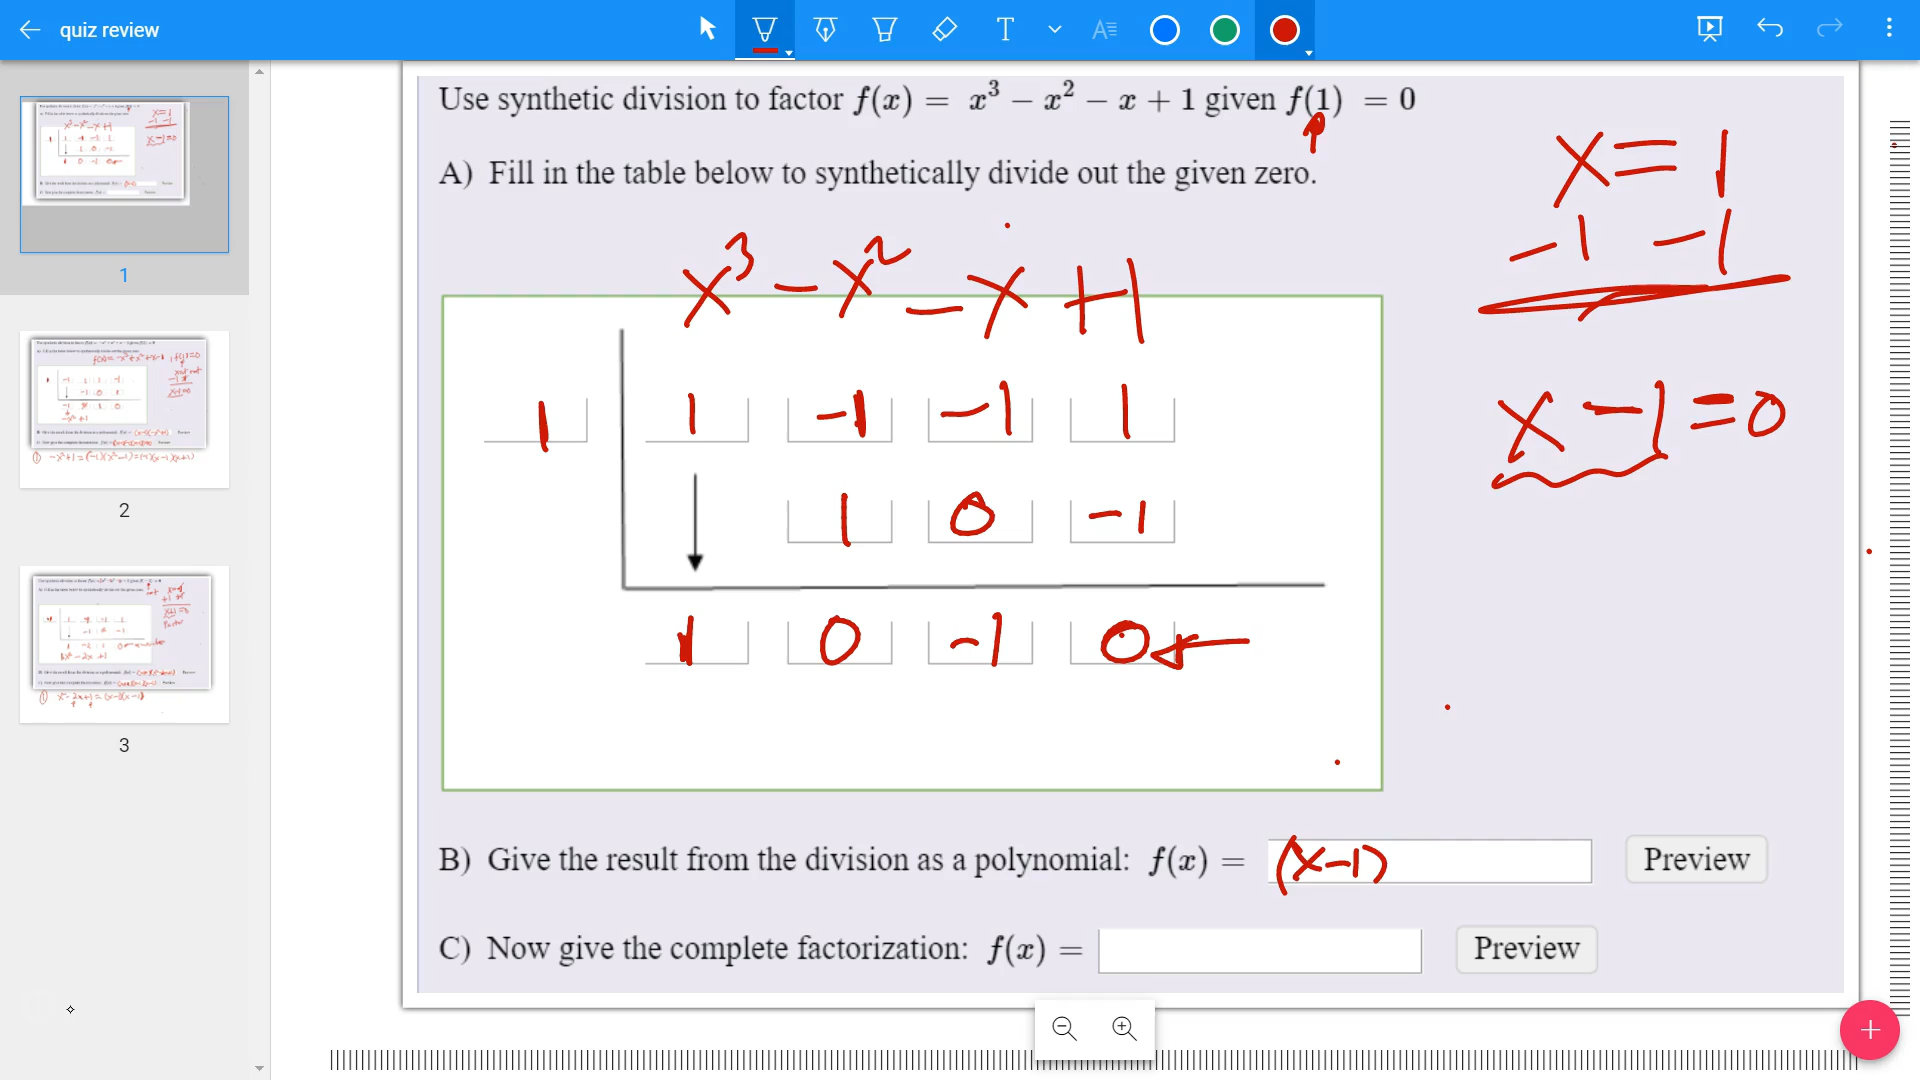 quiz review
T
A
1
2
3
Use synthetic division to factor f(x) = x³ − x² − x + 1 given f(1) = 0
A) Fill in the table below to synthetically divide out the given zero.
x³ − x² − x + 1
1 1 −1 −1 1
1 0 −1
1 0 −1 0
x = 1
−1 −1
x − 1 = 0
B) Give the result from the division as a polynomial: f(x) = (x−1) Preview
C) Now give the complete factorization: f(x) = Preview